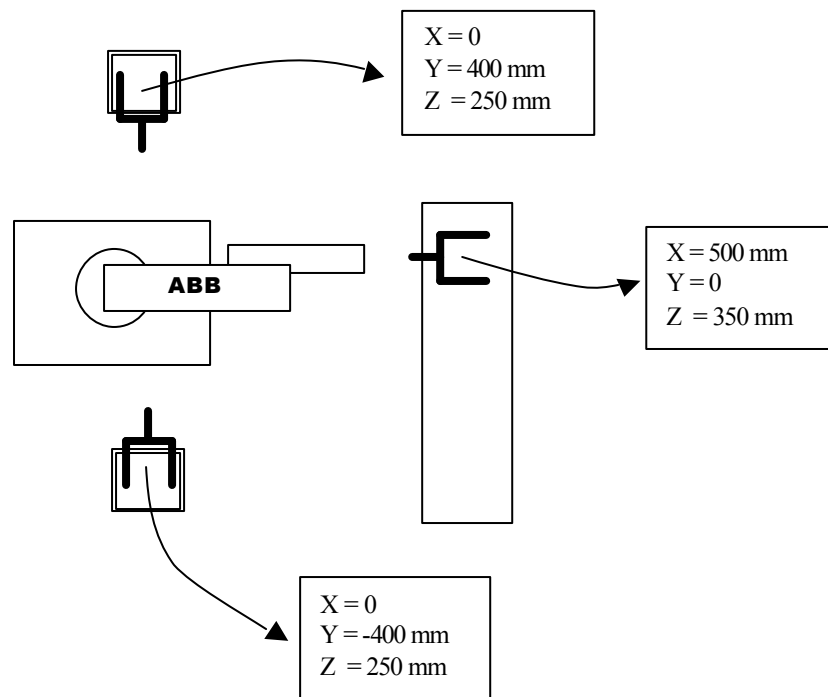 X = 0
Y = 400 mm
Z = 250 mm
ABB
X = 500 mm
Y = 0
Z = 350 mm
X = 0
Y = -400 mm
Z = 250 mm